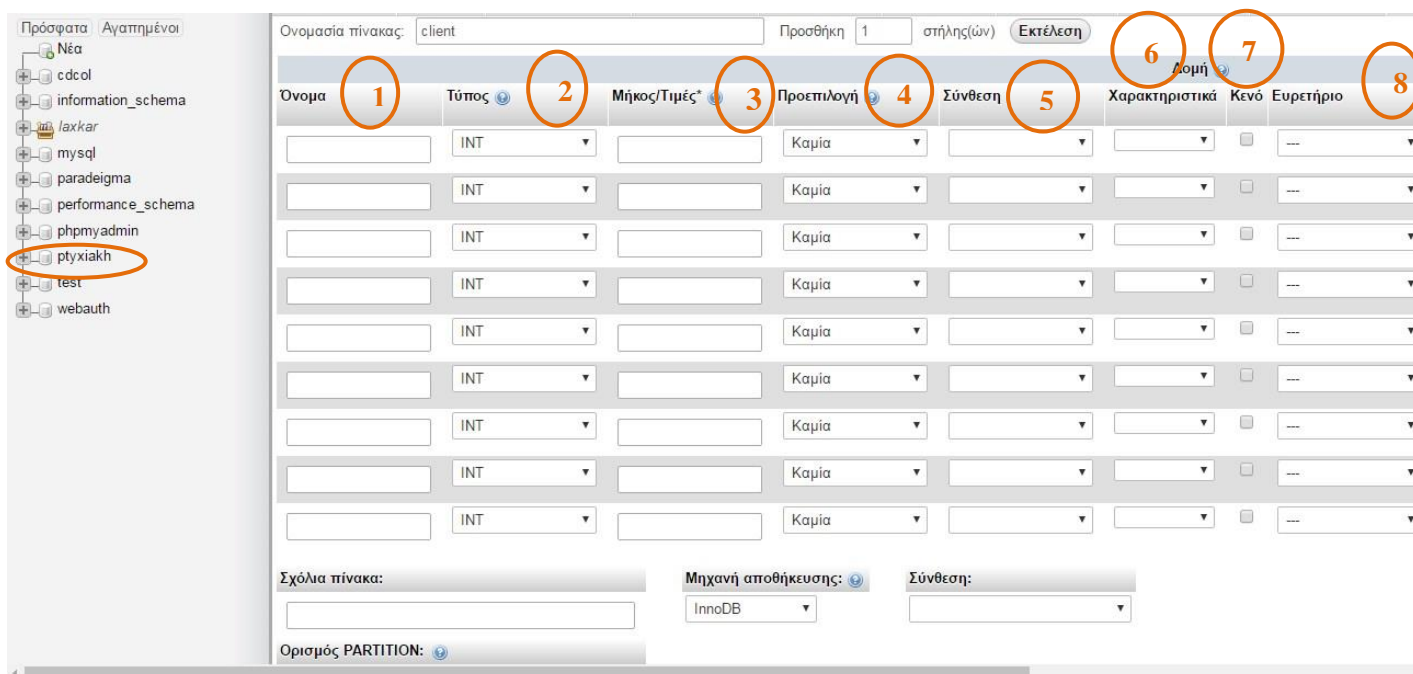 Πρόσφατα Αγαπημένοι
Νέα
cdcol
information_schema
laxkar
mysql
paradeigma
performance_schema
phpmyadmin
ptyxiakh
test
webauth
Ονομασία πίνακας: client Προσθήκη 1 στήλης(ών) Εκτέλεση
6 7
Δομή
Όνομα 1 Τύπος 2 Μήκος/Τιμές* 3 Προεπιλογή 4 Σύνθεση 5 Χαρακτηριστικά Κενό Ευρετήριο 8
INT Καμία ---
INT Καμία ---
INT Καμία ---
INT Καμία ---
INT Καμία ---
INT Καμία ---
INT Καμία ---
INT Καμία ---
INT Καμία ---
Σχόλια πίνακα: Μηχανή αποθήκευσης: Σύνθεση:
InnoDB
Ορισμός PARTITION: